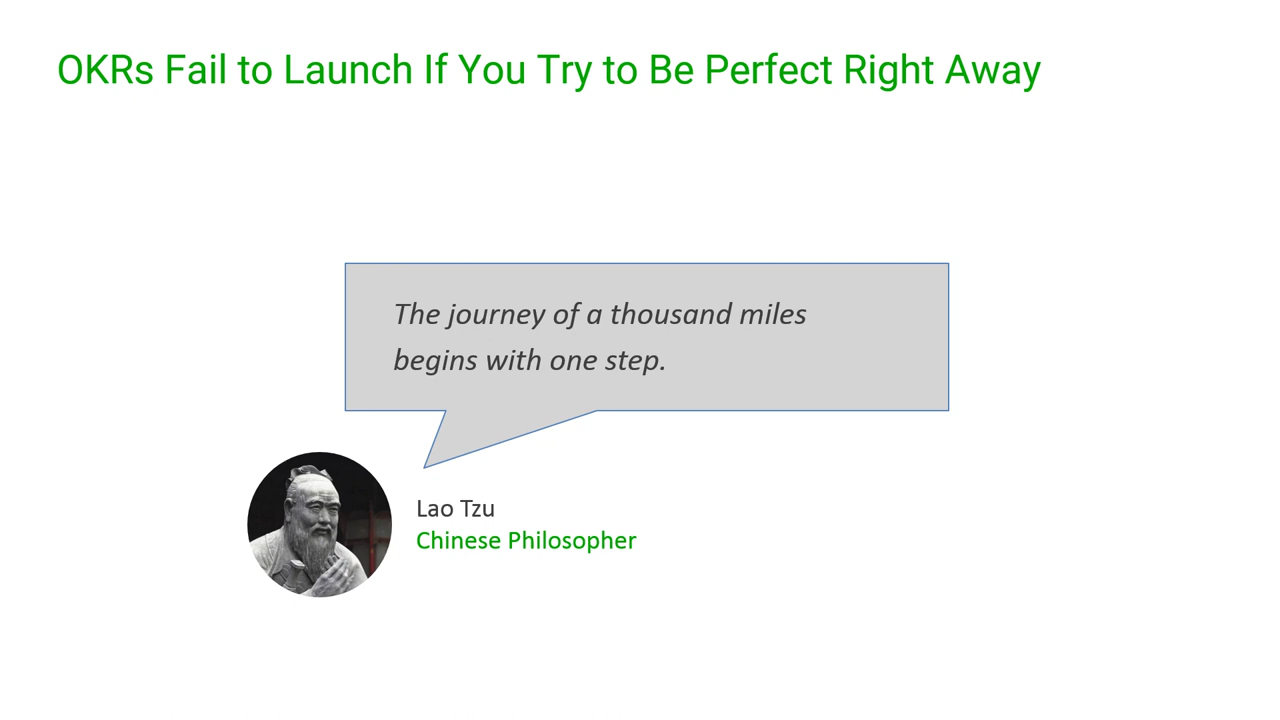 OKRs Fail to Launch If You Try to Be Perfect Right Away
The journey of a thousand miles
begins with one step.
Lao Tzu
Chinese Philosopher